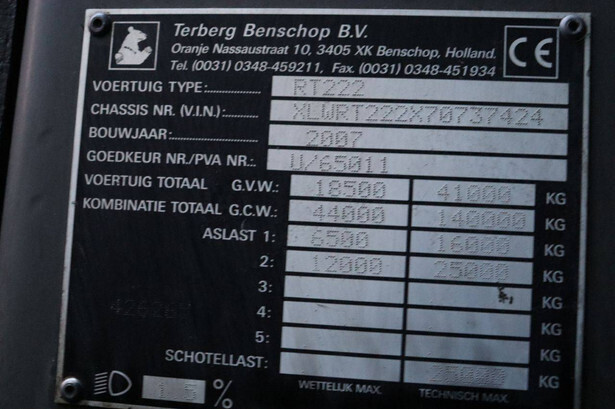 Terberg Benschop B.V.
Oranje Nassaustraat 10, 3405 XK Benschop, Holland.
Tel. (0031) 0348-459211, Fax. (0031) 0348-451934
CE
VOERTUIG TYPE: RT222
CHASSIS NR. (V.I.N.): XLWRT222X70737424
BOUWJAAR: 2007
GOEDKEUR NR./PVA NR.: U/65011
VOERTUIG TOTAAL G.V.W.: 18500 41000 KG
KOMBINATIE TOTAAL G.C.W.: 44000 140000 KG
ASLAST 1: 6500 16000 KG
2: 12000 25000 KG
3: KG
4: KG
5: KG
SCHOTELLAST: 25000 KG
1.5 %
WETTELIJK MAX. TECHNISCH MAX.